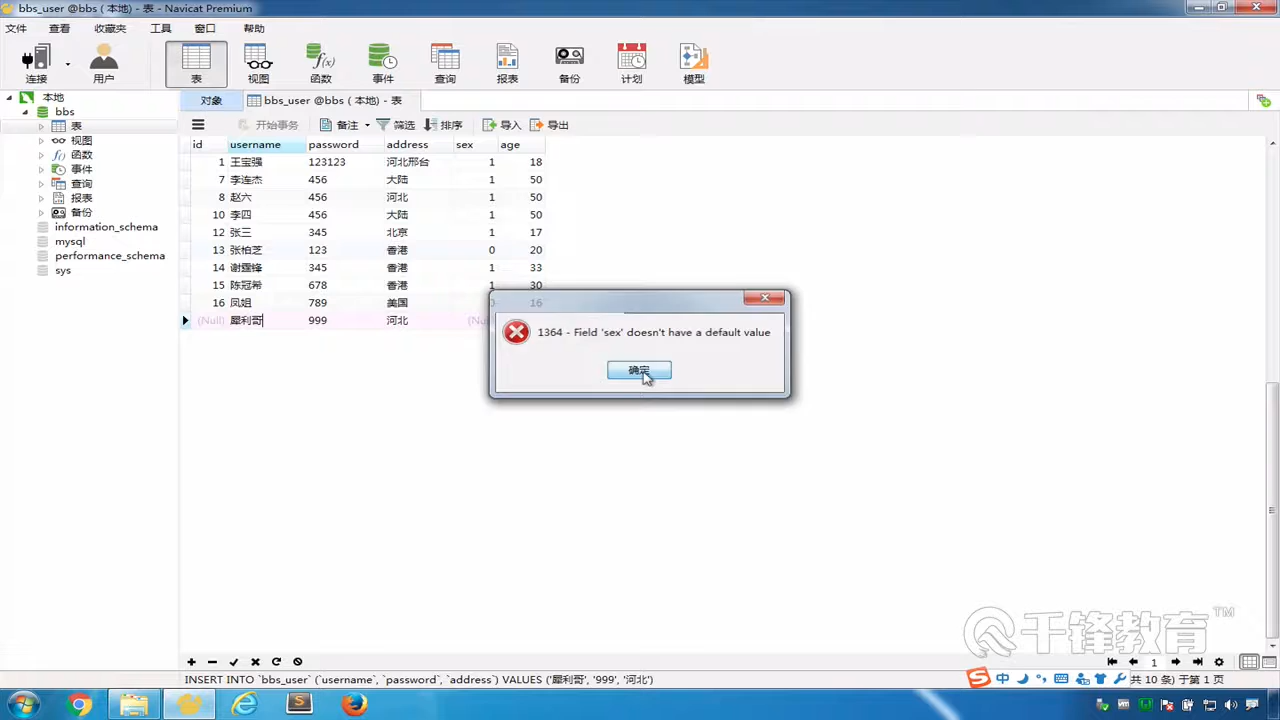 bbs_user @bbs ( 本地) - 表 - Navicat Premium
文件 查看 收藏夹 工具 窗口 帮助
连接 用户 表 视图 函数 事件 查询 报表 备份 计划 模型
本地
bbs
表
视图
函数
事件
查询
报表
备份
information_schema
mysql
performance_schema
sys
对象 bbs_user @bbs ( 本地) - 表
开始事务 备注 筛选 排序 导入 导出
id username password address sex age
1 王宝强 123123 河北邢台 1 18
7 李连杰 456 大陆 1 50
8 赵六 456 河北 1 50
10 李四 456 大陆 1 50
12 张三 345 北京 1 17
13 张柏芝 123 香港 0 20
14 谢霆锋 345 香港 1 33
15 陈冠希 678 香港 1 30
16 凤姐 789 美国 0 16
(Null) 犀利哥 999 河北
1364 - Field 'sex' doesn't have a default value
确定
千锋教育 TM
1
INSERT INTO `bbs_user` (`username`, `password`, `address`) VALUES ('犀利哥', '999', '河北')
中
共 10 条) 于第 1 页